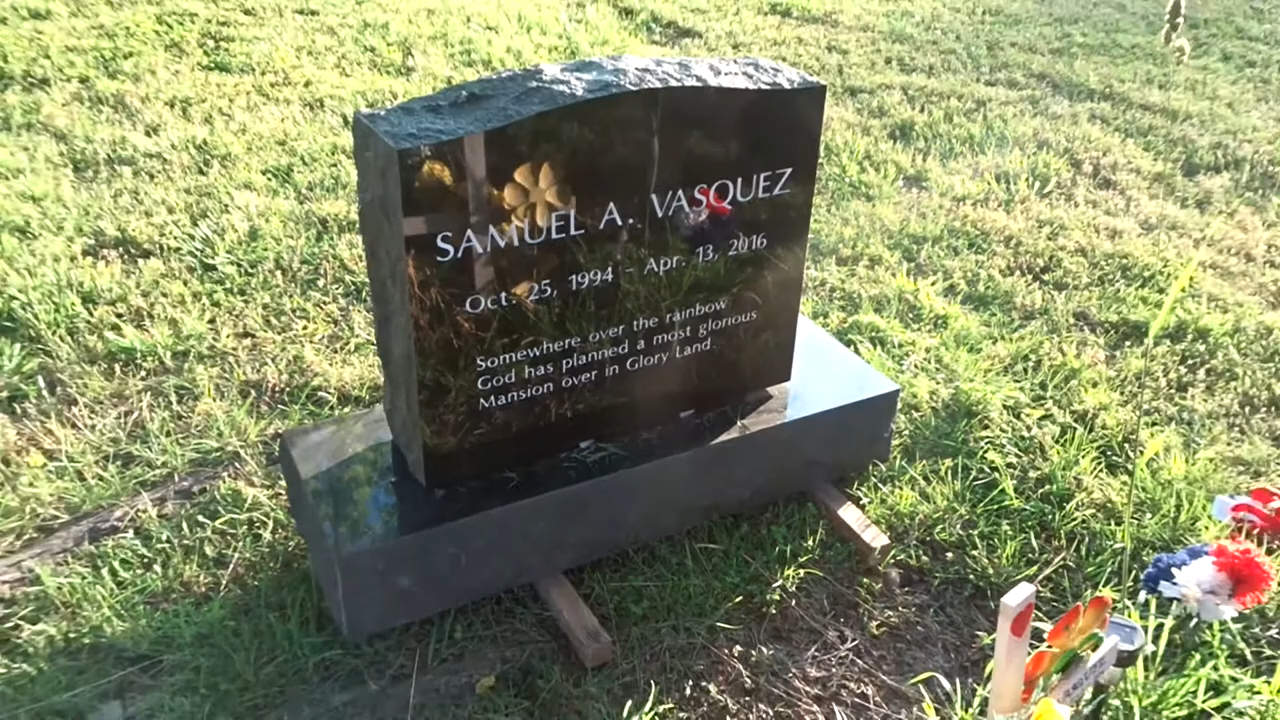 SAMUEL A. VASQUEZ
Oct. 25, 1994 - Apr. 13, 2016
Somewhere over the rainbow
God has planned a most glorious
Mansion over in Glory Land.